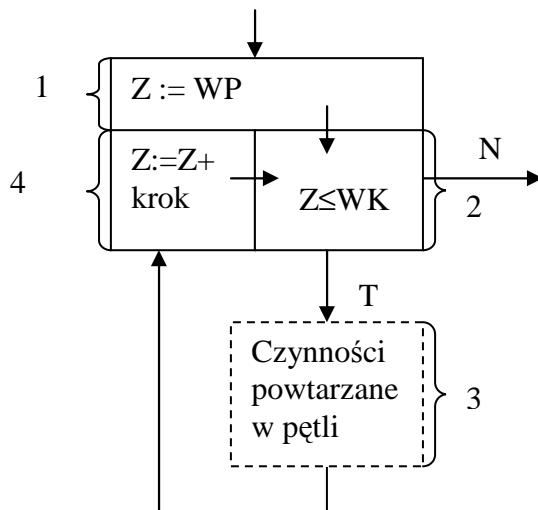 1
Z := WP
4
Z:=Z+
krok
Z≤WK
N
2
T
Czynności
powtarzane
w pętli
3